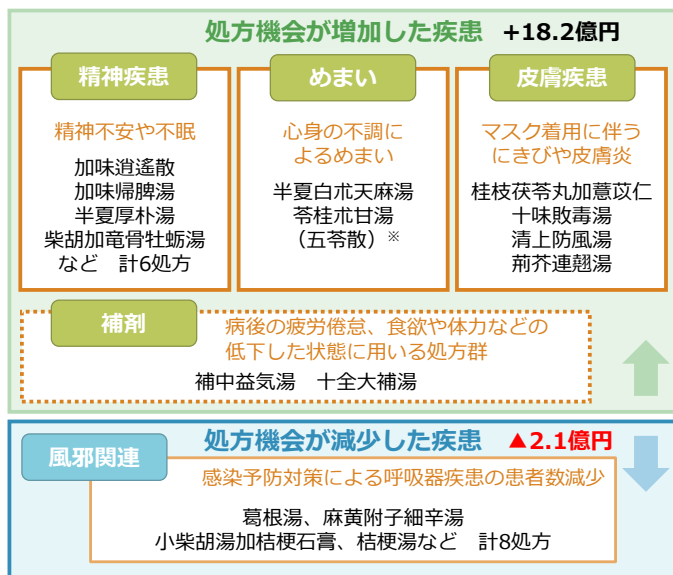 処方機会が増加した疾患 +18.2億円
精神疾患
精神不安や不眠
加味逍遙散
加味帰脾湯
半夏厚朴湯
柴胡加竜骨牡蛎湯
など 計6処方
めまい
心身の不調に
よるめまい
半夏白朮天麻湯
苓桂朮甘湯
（五苓散）※
皮膚疾患
マスク着用に伴う
にきびや皮膚炎
桂枝茯苓丸加薏苡仁
十味敗毒湯
清上防風湯
荊芥連翹湯
補剤
病後の疲労倦怠、食欲や体力などの
低下した状態に用いる処方群
補中益気湯 十全大補湯
処方機会が減少した疾患 ▲2.1億円
風邪関連
感染予防対策による呼吸器疾患の患者数減少
葛根湯、麻黄附子細辛湯
小柴胡湯加桔梗石膏、桔梗湯など 計8処方